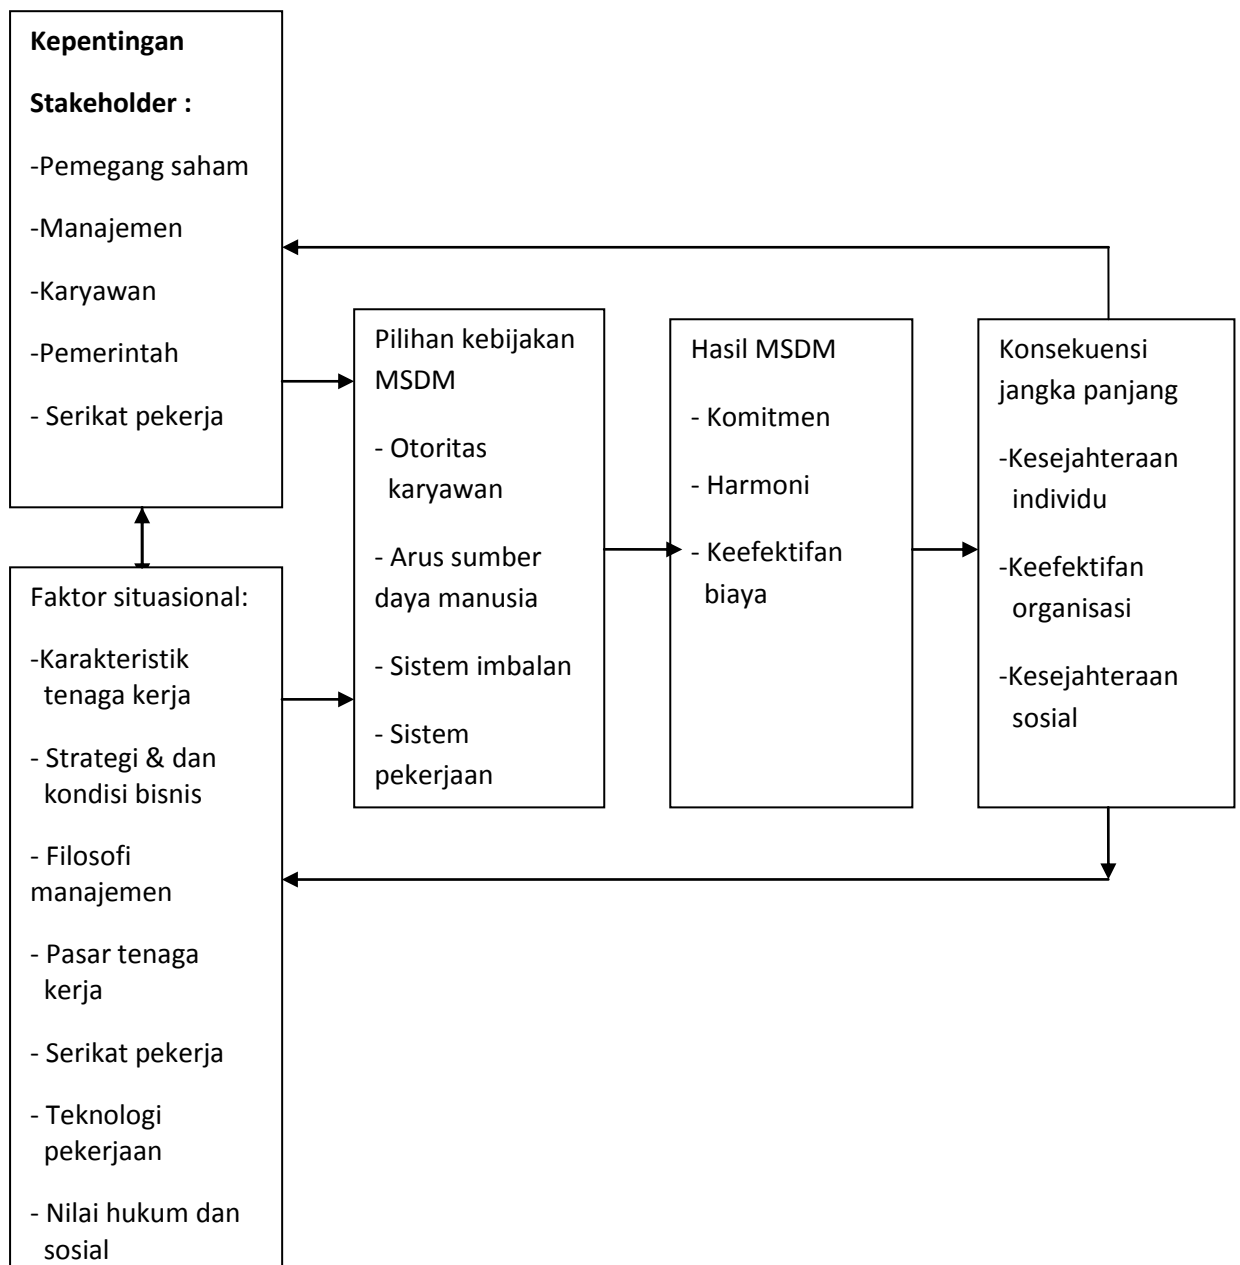 Kepentingan
Stakeholder :
-Pemegang saham
-Manajemen
-Karyawan
-Pemerintah
- Serikat pekerja
Faktor situasional:
-Karakteristik
tenaga kerja
- Strategi & dan
kondisi bisnis
- Filosofi
manajemen
- Pasar tenaga
kerja
- Serikat pekerja
- Teknologi
pekerjaan
- Nilai hukum dan
sosial
Pilihan kebijakan
MSDM
- Otoritas
karyawan
- Arus sumber
daya manusia
- Sistem imbalan
- Sistem
pekerjaan
Hasil MSDM
- Komitmen
- Harmoni
- Keefektifan
biaya
Konsekuensi
jangka panjang
-Kesejahteraan
individu
-Keefektifan
organisasi
-Kesejahteraan
sosial